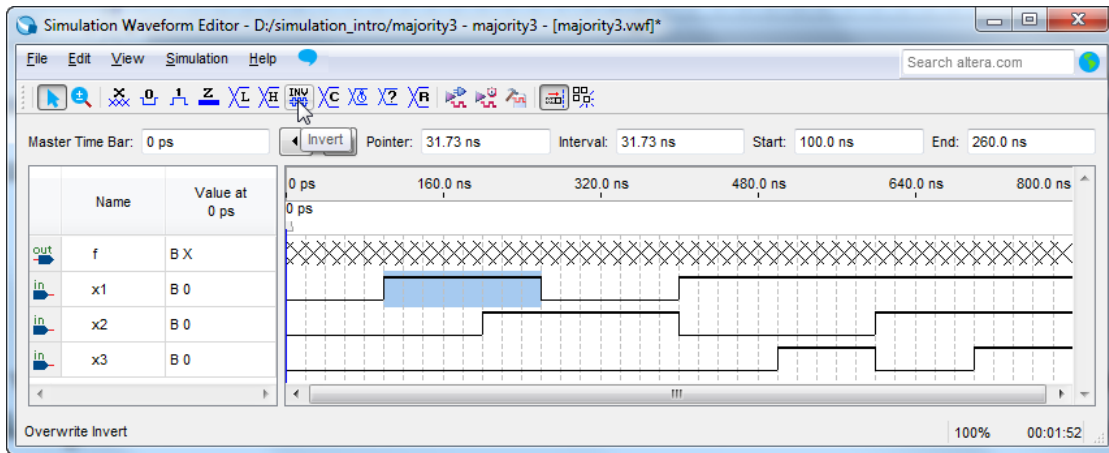 Simulation Waveform Editor - D:/simulation_intro/majority3 - majority3 - [majority3.vwf]*
File Edit View Simulation Help Search altera.com
X 0 1 Z L H INV C ? R
Master Time Bar: 0 ps Invert Pointer: 31.73 ns Interval: 31.73 ns Start: 100.0 ns End: 260.0 ns
Name Value at 0 ps
0 ps 160.0 ns 320.0 ns 480.0 ns 640.0 ns 800.0 ns
0 ps
out f B X
in x1 B 0
in x2 B 0
in x3 B 0
Overwrite Invert 100% 00:01:52